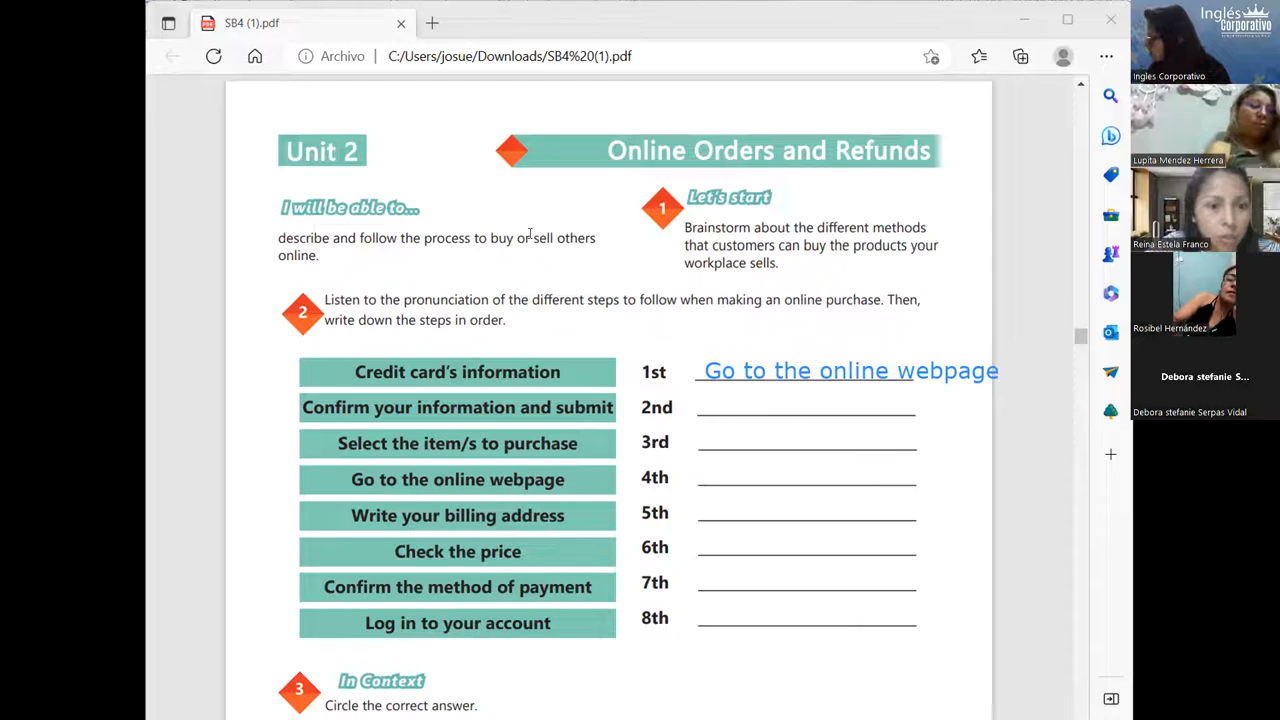 SB4 (1).pdf
Archivo
C:/Users/josue/Downloads/SB4%20(1).pdf
Unit 2
Online Orders and Refunds
I will be able to...
describe and follow the process to buy or sell others
online.
1
Let's start
Brainstorm about the different methods
that customers can buy the products your
workplace sells.
2
Listen to the pronunciation of the different steps to follow when making an online purchase. Then,
write down the steps in order.
Credit card's information
Confirm your information and submit
Select the item/s to purchase
Go to the online webpage
Write your billing address
Check the price
Confirm the method of payment
Log in to your account
1st Go to the online webpage
2nd
3rd
4th
5th
6th
7th
8th
3
In Context
Circle the correct answer.
Inglés
Corporativo
Ingles Corporativo
Lupita Mendez Herrera
Reina Estela Franco
Rosibel Hernández
Debora stefanie S...
Debora stefanie Serpas Vidal